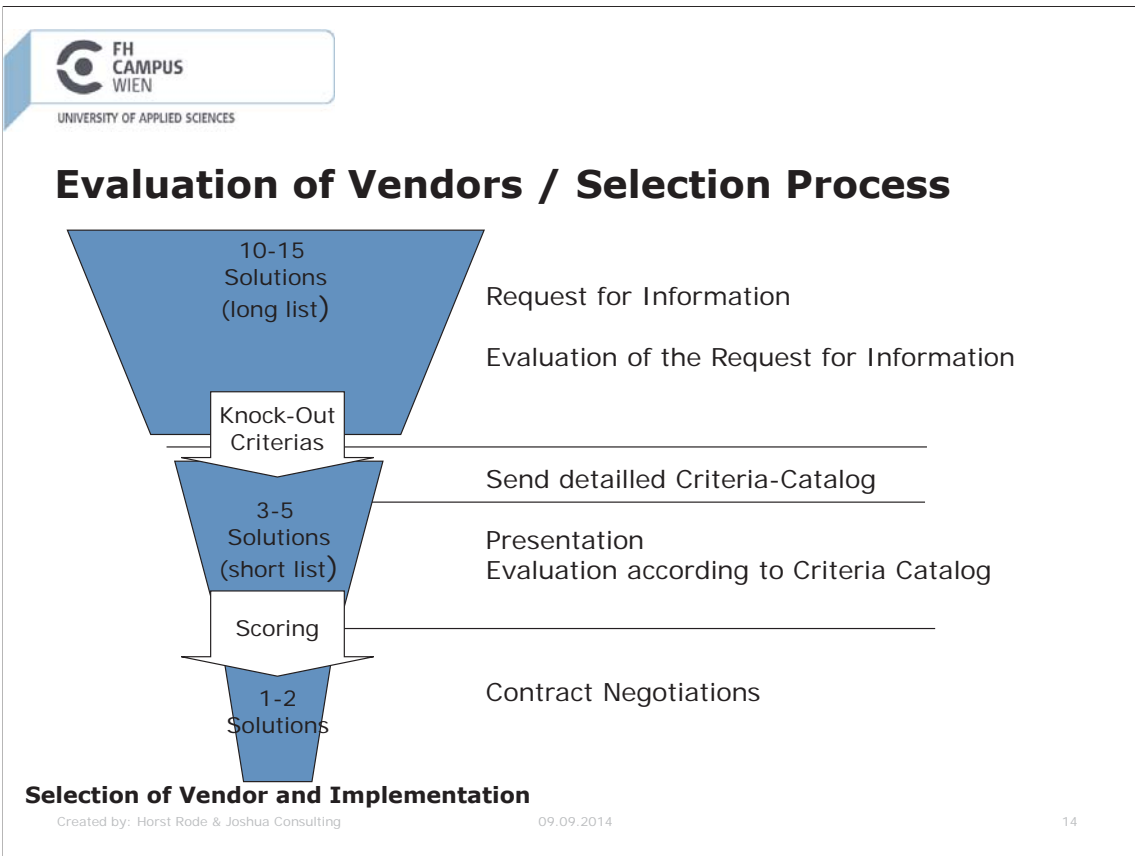 FH
CAMPUS
WIEN
UNIVERSITY OF APPLIED SCIENCES
Evaluation of Vendors / Selection Process
10-15
Solutions
(long list)
Request for Information
Evaluation of the Request for Information
Knock-Out
Criterias
Send detailled Criteria-Catalog
3-5
Solutions
(short list)
Presentation
Evaluation according to Criteria Catalog
Scoring
1-2
Solutions
Contract Negotiations
Selection of Vendor and Implementation
Created by: Horst Rode & Joshua Consulting
09.09.2014
14